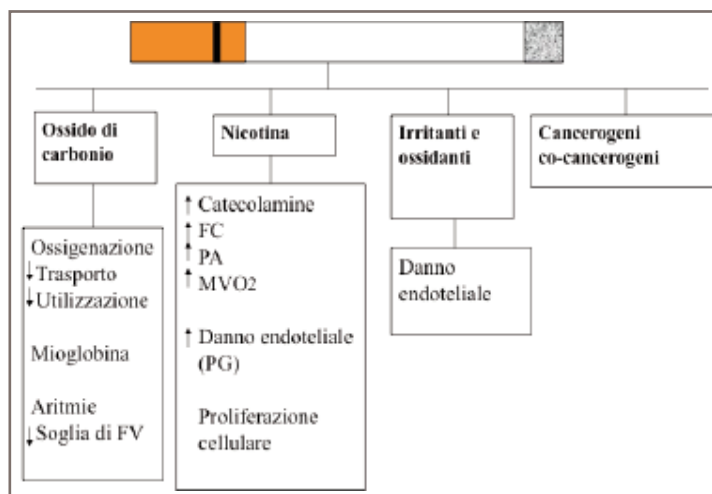 Ossido di
carbonio
Nicotina
Irritanti e
ossidanti
Cancerogeni
co-cancerogeni
Ossigenazione
↓ Trasporto
↓ Utilizzazione
Mioglobina
Aritmie
↓ Soglia di FV
↑ Catecolamine
↑ FC
↑ PA
↑ MVO2
↑ Danno endoteliale
(PG)
Proliferazione
cellulare
Danno
endoteliale